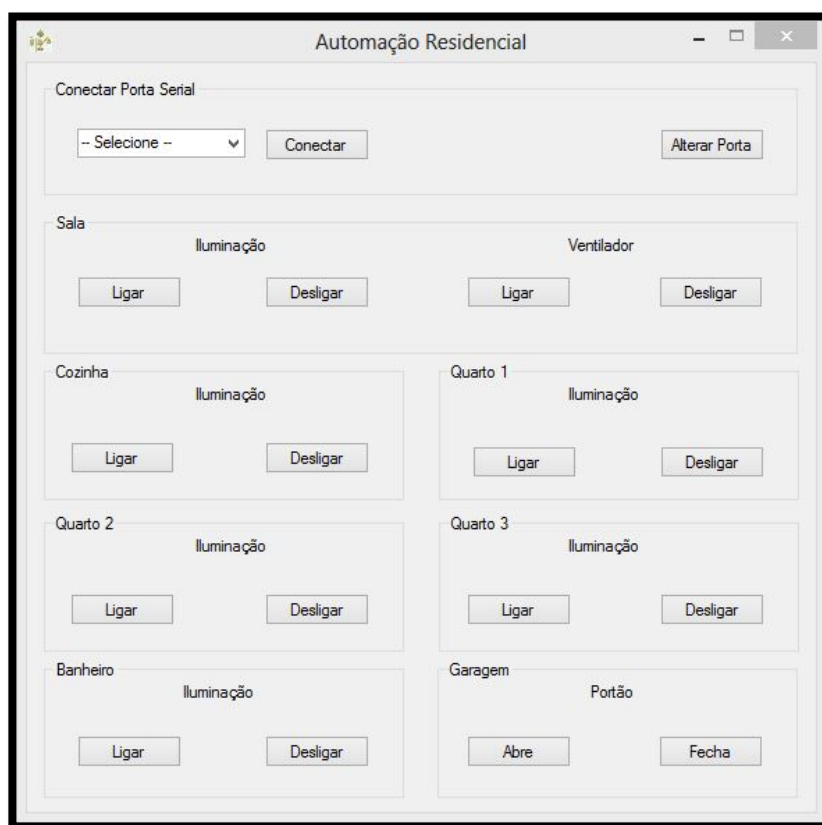 Automação Residencial
Conectar Porta Serial
-- Selecione --
Conectar
Alterar Porta
Sala
Iluminação
Ventilador
Ligar
Desligar
Ligar
Desligar
Cozinha
Iluminação
Ligar
Desligar
Quarto 1
Iluminação
Ligar
Desligar
Quarto 2
Iluminação
Ligar
Desligar
Quarto 3
Iluminação
Ligar
Desligar
Banheiro
Iluminação
Ligar
Desligar
Garagem
Portão
Abre
Fecha